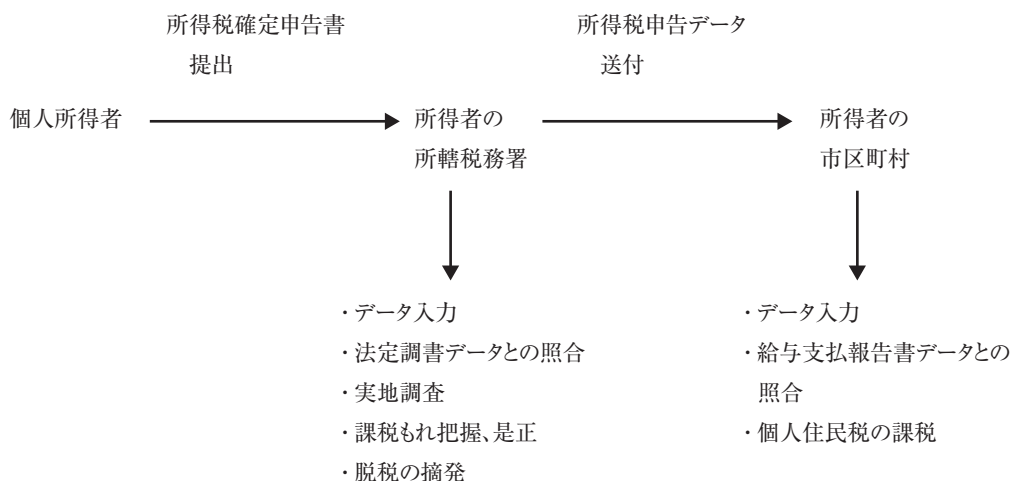 所得税確定申告書
提出
所得税申告データ
送付
個人所得者
所得者の
所轄税務署
所得者の
市区町村
・データ入力
・法定調書データとの照合
・実地調査
・課税もれ把握、是正
・脱税の摘発
・データ入力
・給与支払報告書データとの
照合
・個人住民税の課税